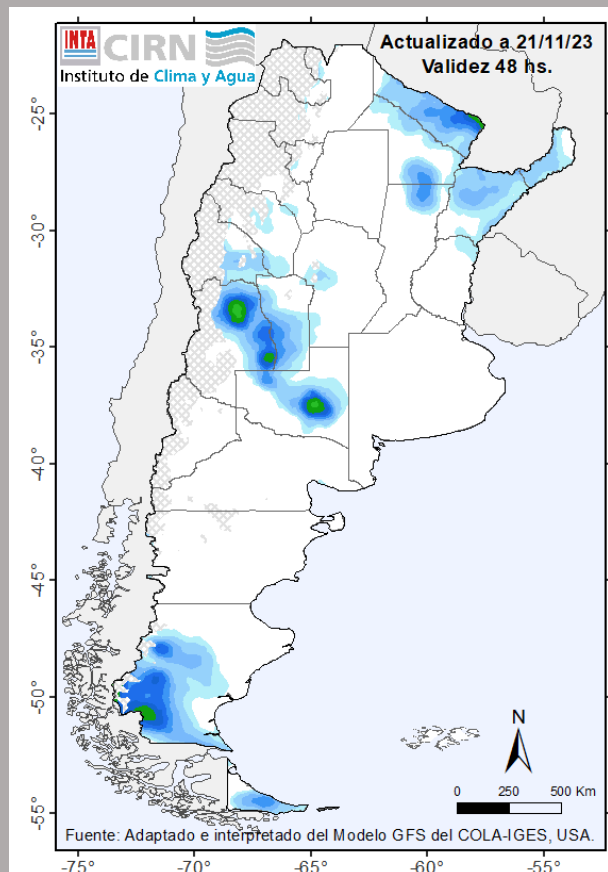 INTA CIRN
Instituto de Clima y Agua
Actualizado a 21/11/23
Validez 48 hs.
-25°
-30°
-35°
-40°
-45°
-50°
-55°
N
0 250 500 Km
Fuente: Adaptado e interpretado del Modelo GFS del COLA-IGES, USA.
-75° -70° -65° -60° -55°